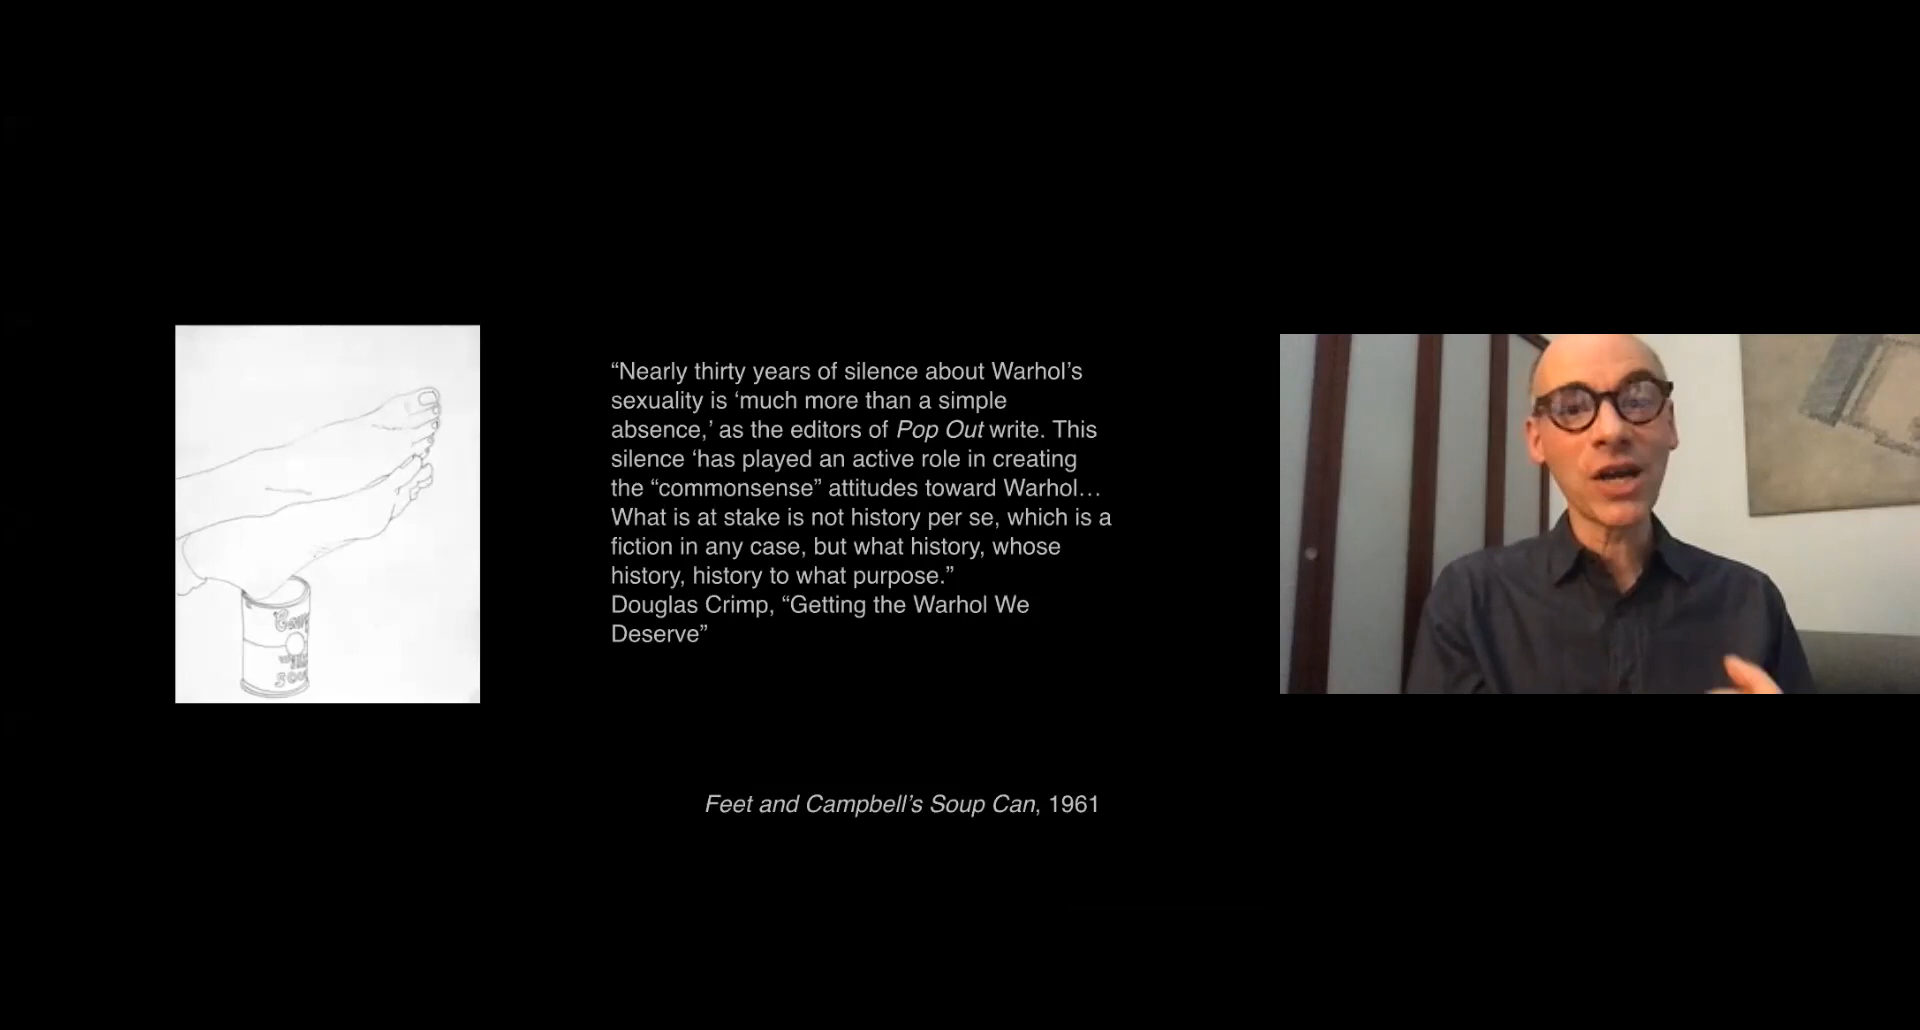 “Nearly thirty years of silence about Warhol’s
sexuality is ‘much more than a simple
absence,’ as the editors of Pop Out write. This
silence ‘has played an active role in creating
the “commonsense” attitudes toward Warhol…
What is at stake is not history per se, which is a
fiction in any case, but what history, whose
history, history to what purpose.”
Douglas Crimp, “Getting the Warhol We
Deserve”
Feet and Campbell’s Soup Can, 1961